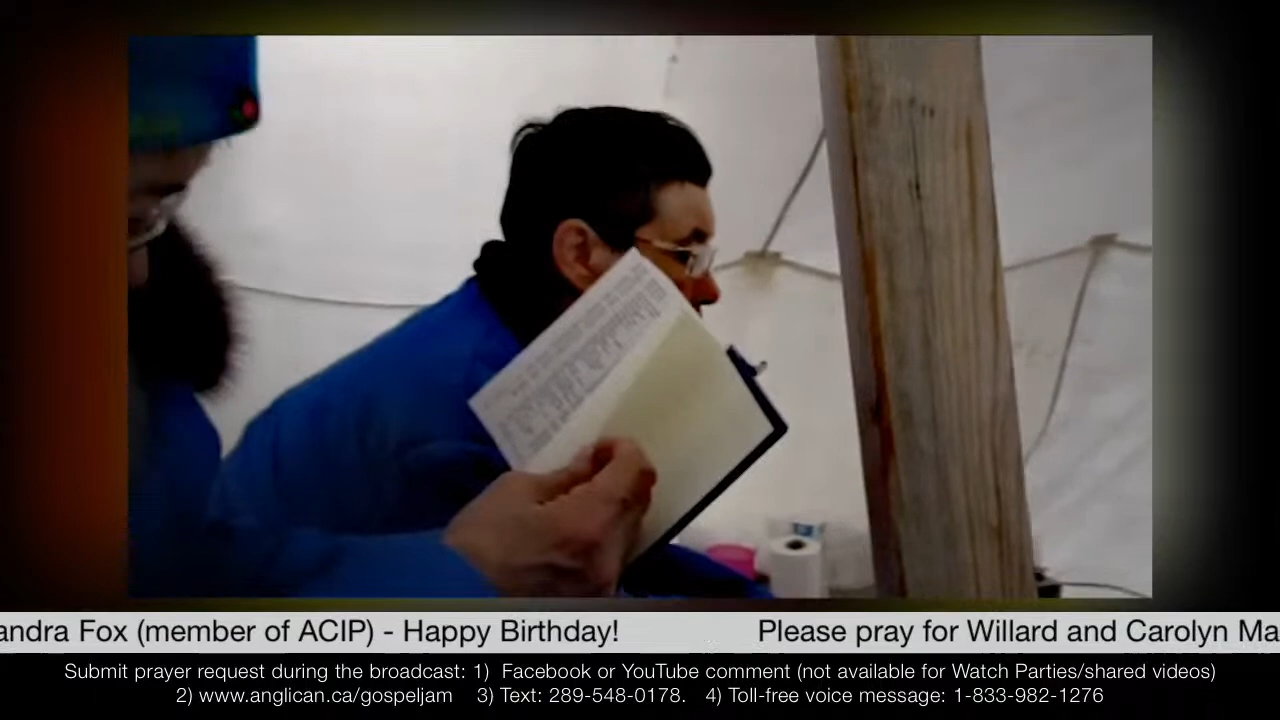 andra Fox (member of ACIP) - Happy Birthday! Please pray for Willard and Carolyn Ma
Submit prayer request during the broadcast: 1) Facebook or YouTube comment (not available for Watch Parties/shared videos)
2) www.anglican.ca/gospeljam 3) Text: 289-548-0178. 4) Toll-free voice message: 1-833-982-1276